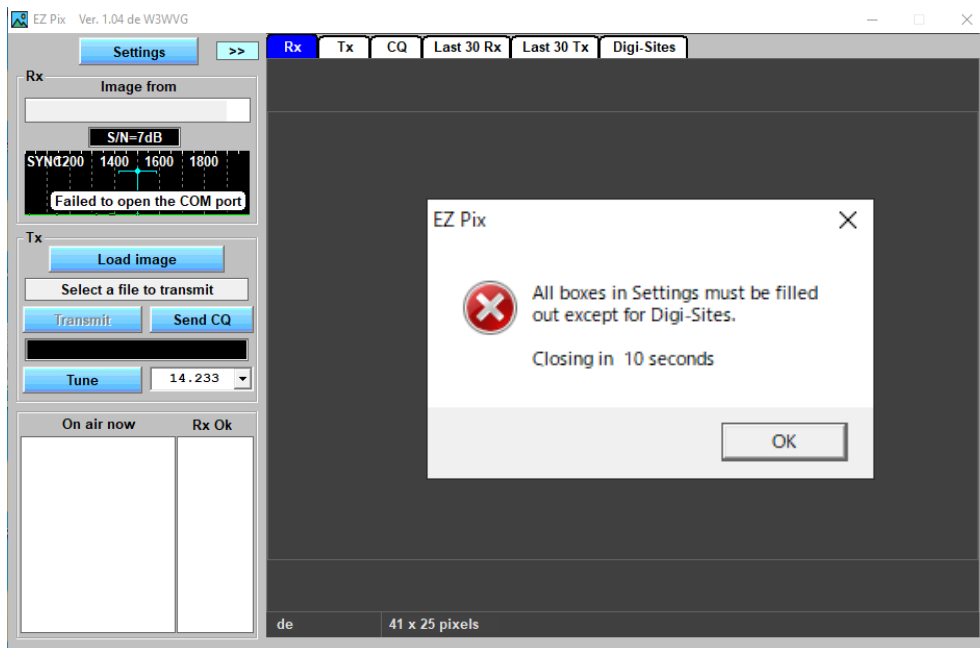 EZ Pix Ver. 1.04 de W3WVG
Settings
>>
Rx
Tx
CQ
Last 30 Rx
Last 30 Tx
Digi-Sites
Rx
Image from
S/N=7dB
SYNC 1200 1400 1600 1800
Failed to open the COM port
Tx
Load image
Select a file to transmit
Transmit
Send CQ
Tune
14.233
On air now
Rx Ok
EZ Pix
All boxes in Settings must be filled
out except for Digi-Sites.
Closing in 10 seconds
OK
de
41 x 25 pixels